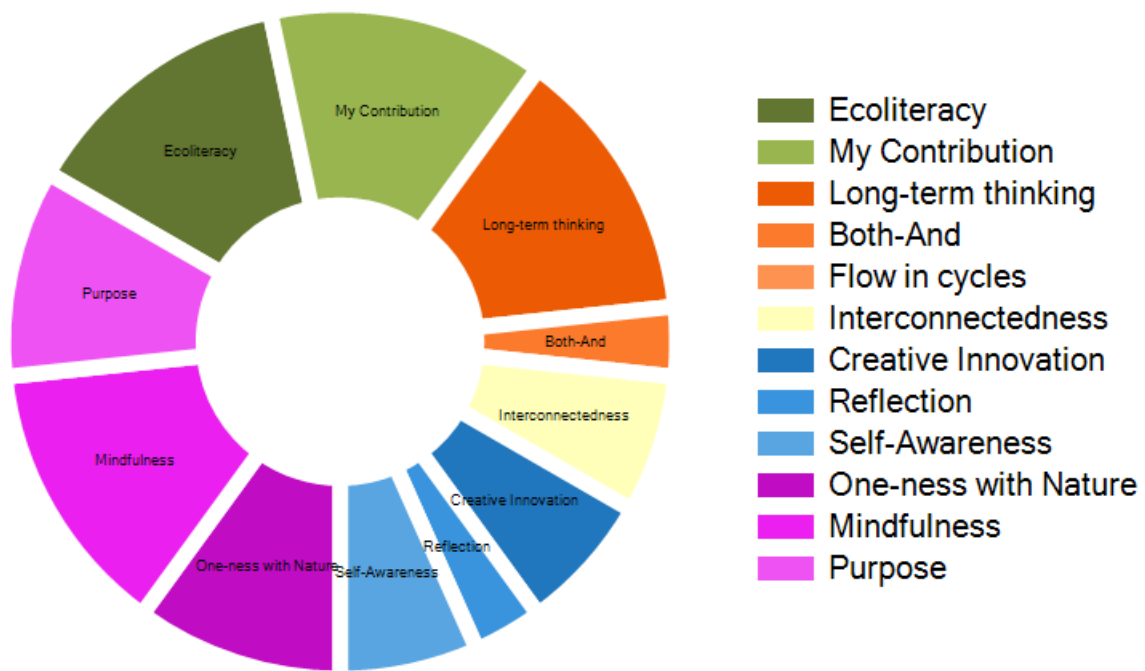 My Contribution
Ecoliteracy
Long-term thinking
Purpose
Both-And
Interconnectedness
Mindfulness
Creative Innovation
Reflection
One-ness with Nature
Self-Awareness
Ecoliteracy
My Contribution
Long-term thinking
Both-And
Flow in cycles
Interconnectedness
Creative Innovation
Reflection
Self-Awareness
One-ness with Nature
Mindfulness
Purpose